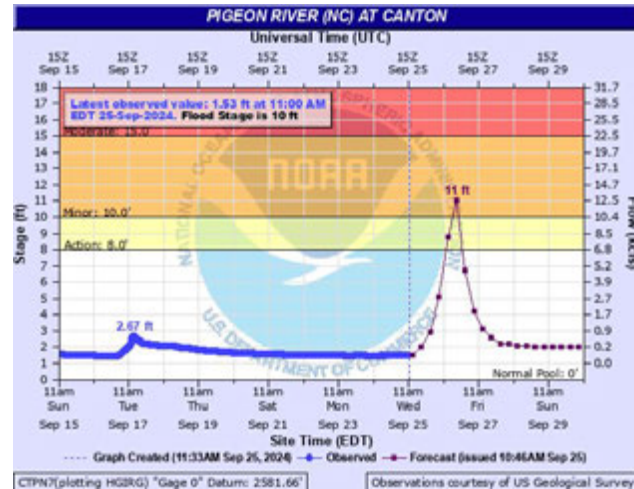 PIGEON RIVER (NC) AT CANTON
Universal Time (UTC)
15Z 15Z 15Z 15Z 15Z 15Z 15Z 15Z
Sep 15 Sep 17 Sep 19 Sep 21 Sep 23 Sep 25 Sep 27 Sep 29
Latest observed value: 1.53 ft at 11:00 AM
EDT 25-Sep-2024. Flood Stage is 10 ft
Moderate: 15.0'
Minor: 10.0'
Action: 8.0'
Normal Pool: 0'
2.67 ft
11 ft
NOAA
U.S. DEPARTMENT OF COMMERCE
Stage (ft)
18
17
16
15
14
13
12
11
10
9
8
7
6
5
4
3
2
1
0
31.7
28.5
25.5
22.5
19.7
17.1
14.7
12.5
10.4
8.5
6.8
5.2
3.9
2.7
1.7
0.9
0.2
0.0
11am 11am 11am 11am 11am 11am 11am 11am
Sun Tue Thu Sat Mon Wed Fri Sun
Sep 15 Sep 17 Sep 19 Sep 21 Sep 23 Sep 25 Sep 27 Sep 29
Site Time (EDT)
Graph Created (11:33AM Sep 25, 2024) Observed Forecast (issued 10:46AM Sep 25)
CTPN7(plotting HGIRG) "Gage 0" Datum: 2581.66'
Observations courtesy of US Geological Survey